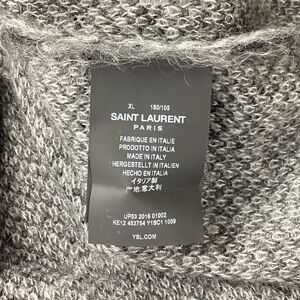 XL 180/105
SAINT LAURENT
PARIS
FABRIQUE EN ITALIE
PRODOTTO IN ITALIA
MADE IN ITALY
HERGESTELLT IN ITALIEN
HECHO EN ITALIA
イタリア製
产地:意大利
UP53 2016 01002
KE12 463754 Y1SC1 1009
YSL.COM